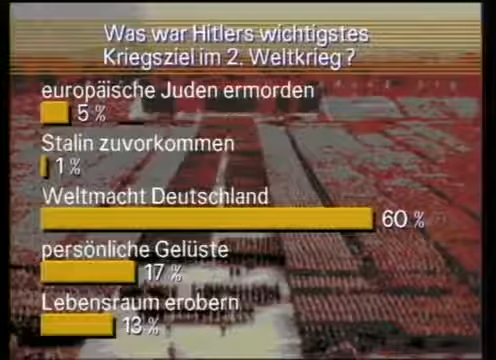 Was war Hitlers wichtigstes
Kriegsziel im 2. Weltkrieg ?
europäische Juden ermorden
5 %
Stalin zuvorkommen
1 %
Weltmacht Deutschland
60 %
persönliche Gelüste
17 %
Lebensraum erobern
13 %